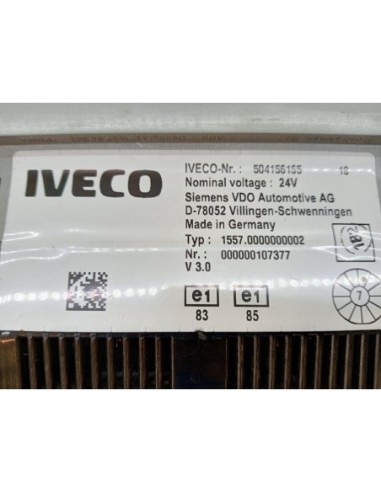 IVECO
IVECO-Nr. : 504156155 18
Nominal voltage : 24V
Siemens VDO Automotive AG
D-78052 Villingen-Schwenningen
Made in Germany
Typ : 1557.0000000002
Nr. : 000000107377
V 3.0
e1 e1
83 85
7